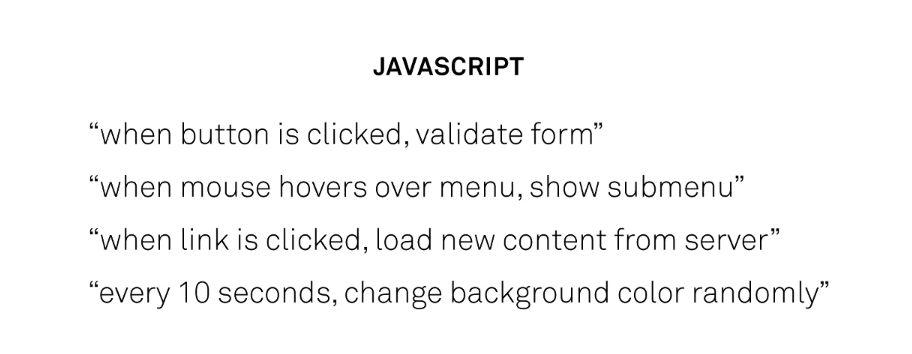 JAVASCRIPT
“when button is clicked, validate form”
“when mouse hovers over menu, show submenu”
“when link is clicked, load new content from server”
“every 10 seconds, change background color randomly”